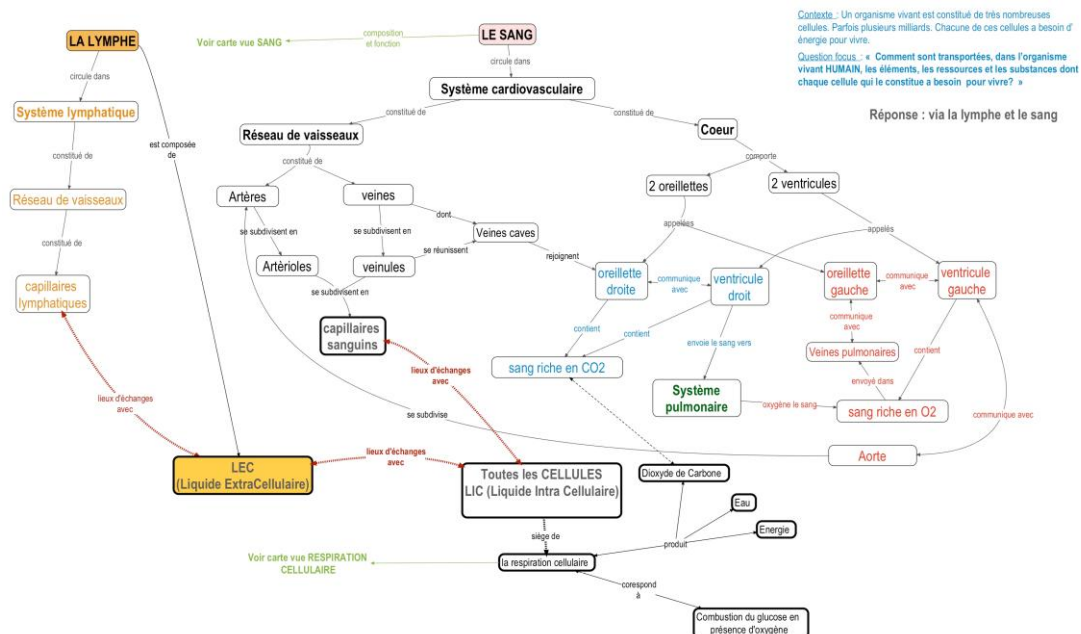 Contexte : Un organisme vivant est constitué de très nombreuses
cellules. Parfois plusieurs milliards. Chacune de ces cellules a besoin d'
énergie pour vivre.
Question focus : « Comment sont transportées, dans l'organisme
vivant HUMAIN, les éléments, les ressources et les substances dont
chaque cellule qui le constitue a besoin pour vivre? »
Réponse : via la lymphe et le sang
LA LYMPHE
circule dans
Système lymphatique
constitué de
Réseau de vaisseaux
constitué de
capillaires
lymphatiques
lieux d'échanges
avec
est composée
de
LEC
(Liquide ExtraCellulaire)
Voir carte vue SANG
composition
et fonction
LE SANG
circule dans
Système cardiovasculaire
constitué de
constitué de
Réseau de vaisseaux
constitué de
Artères
veines
se subdivisent en
se subdivisent en
dont
Veines caves
se réunissent
Artèrioles
veinules
se subdivisent en
capillaires
sanguins
lieux d'échanges
avec
rejoignent
Coeur
comporte
2 oreillettes
2 ventricules
appelées
appelés
oreillette
droite
communique
avec
ventricule
droit
oreillette
gauche
communique
avec
ventricule
gauche
contient
contient
sang riche en CO2
envoie le sang vers
Système
pulmonaire
oxygène le sang
communique
avec
Veines pulmonaires
envoyé dans
contient
sang riche en O2
communique avec
Aorte
se subdivise
lieux d'échanges
avec
Toutes les CELLULES
LIC (Liquide Intra Cellulaire)
siège de
la respiration cellulaire
Voir carte vue RESPIRATION
CELLULAIRE
produit
Dioxyde de Carbone
Eau
Energie
corespond
à
Combustion du glucose en
présence d'oxygène